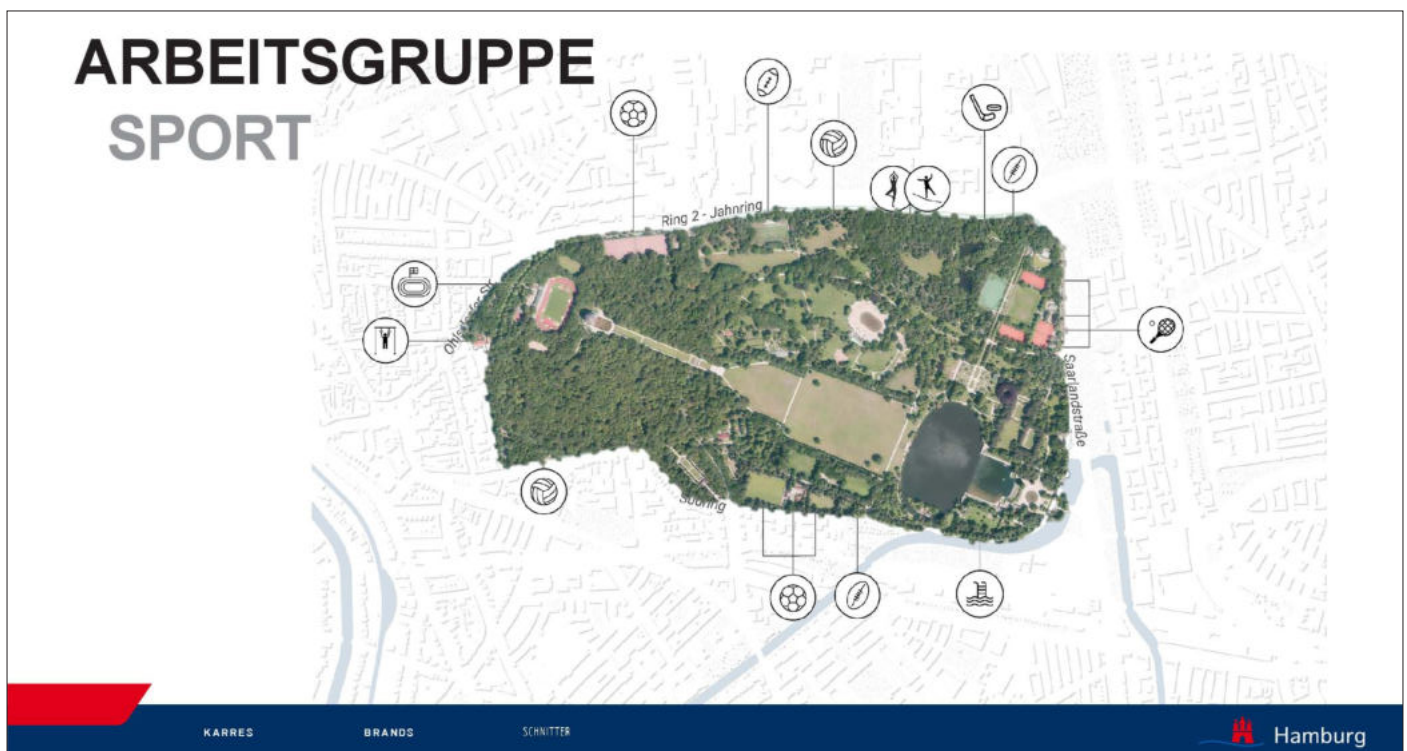 ARBEITSGRUPPE
SPORT
Ring 2 - Jahnring
Saarlandstraße
Südring
KARRES
BRANDS
SCHNITTER
Hamburg